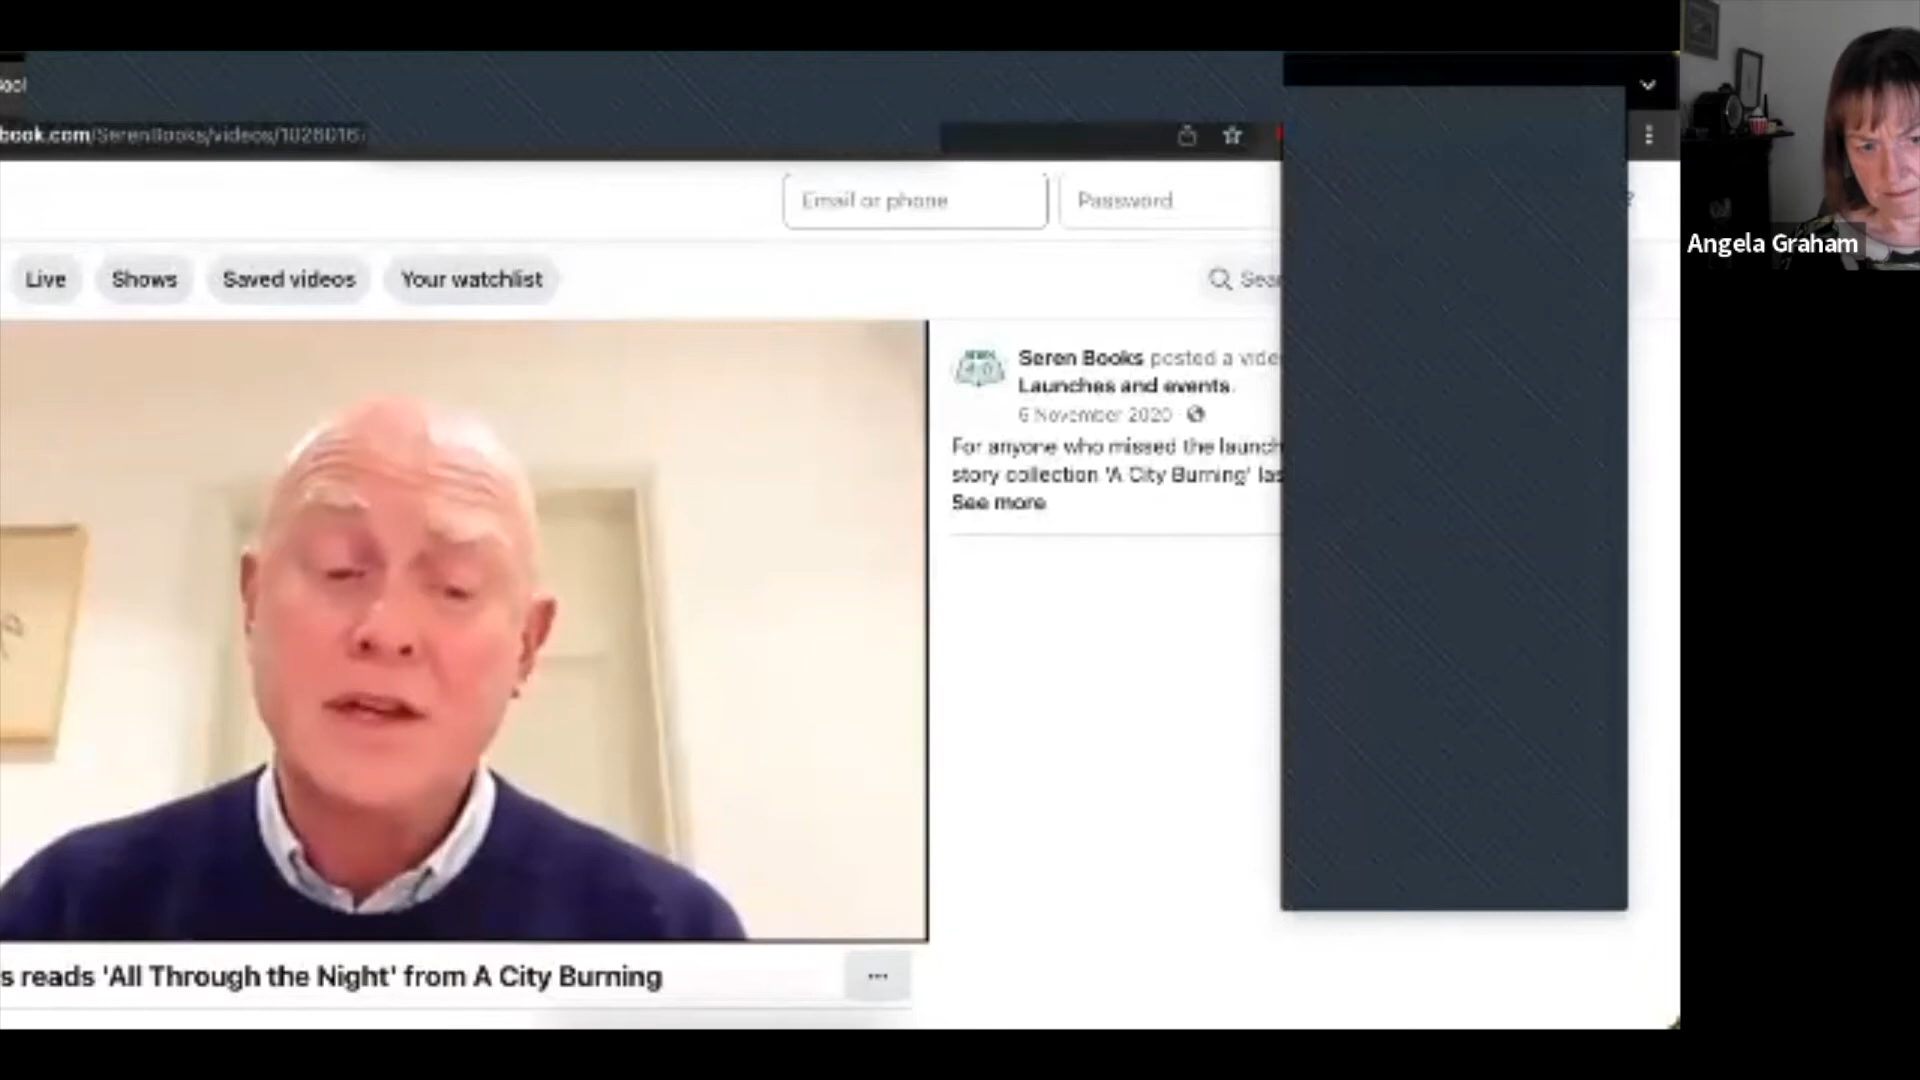 book.com/SerenBooks/videos/1026016
Email or phone
Password
Live
Shows
Saved videos
Your watchlist
Sear
Seren Books posted a vide
Launches and events.
6 November 2020
For anyone who missed the launch
story collection 'A City Burning' las
See more
s reads 'All Through the Night' from A City Burning
Angela Graham